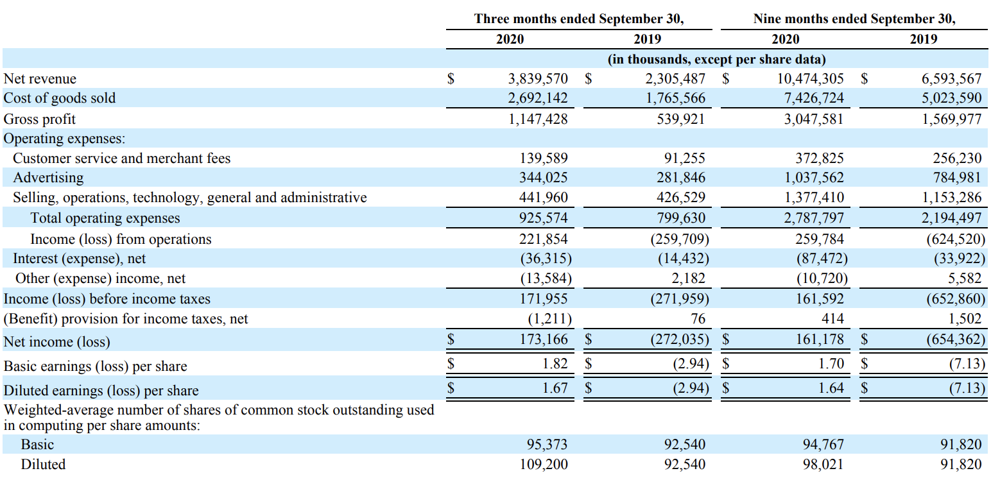 Three months ended September 30, Nine months ended September 30,
2020 2019 2020 2019
(in thousands, except per share data)
Net revenue $ 3,839,570 $ 2,305,487 $ 10,474,305 $ 6,593,567
Cost of goods sold 2,692,142 1,765,566 7,426,724 5,023,590
Gross profit 1,147,428 539,921 3,047,581 1,569,977
Operating expenses:
Customer service and merchant fees 139,589 91,255 372,825 256,230
Advertising 344,025 281,846 1,037,562 784,981
Selling, operations, technology, general and administrative 441,960 426,529 1,377,410 1,153,286
Total operating expenses 925,574 799,630 2,787,797 2,194,497
Income (loss) from operations 221,854 (259,709) 259,784 (624,520)
Interest (expense), net (36,315) (14,432) (87,472) (33,922)
Other (expense) income, net (13,584) 2,182 (10,720) 5,582
Income (loss) before income taxes 171,955 (271,959) 161,592 (652,860)
(Benefit) provision for income taxes, net (1,211) 76 414 1,502
Net income (loss) $ 173,166 $ (272,035) $ 161,178 $ (654,362)
Basic earnings (loss) per share $ 1.82 $ (2.94) $ 1.70 $ (7.13)
Diluted earnings (loss) per share $ 1.67 $ (2.94) $ 1.64 $ (7.13)
Weighted-average number of shares of common stock outstanding used
in computing per share amounts:
Basic 95,373 92,540 94,767 91,820
Diluted 109,200 92,540 98,021 91,820